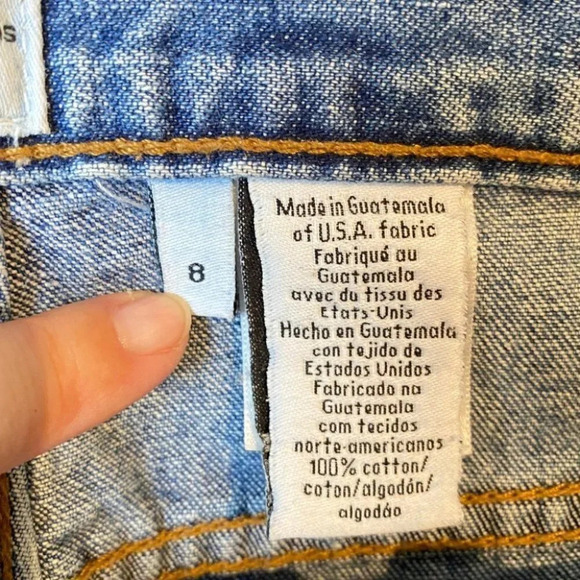 8
Made in Guatemala
of U.S.A. fabric
Fabriqué au
Guatemala
avec du tissu des
Etats-Unis
Hecho en Guatemala
con tejido de
Estados Unidos
Fabricado na
Guatemala
com tecidos
norte-americanos
100% cotton/
coton/algodón/
algodão